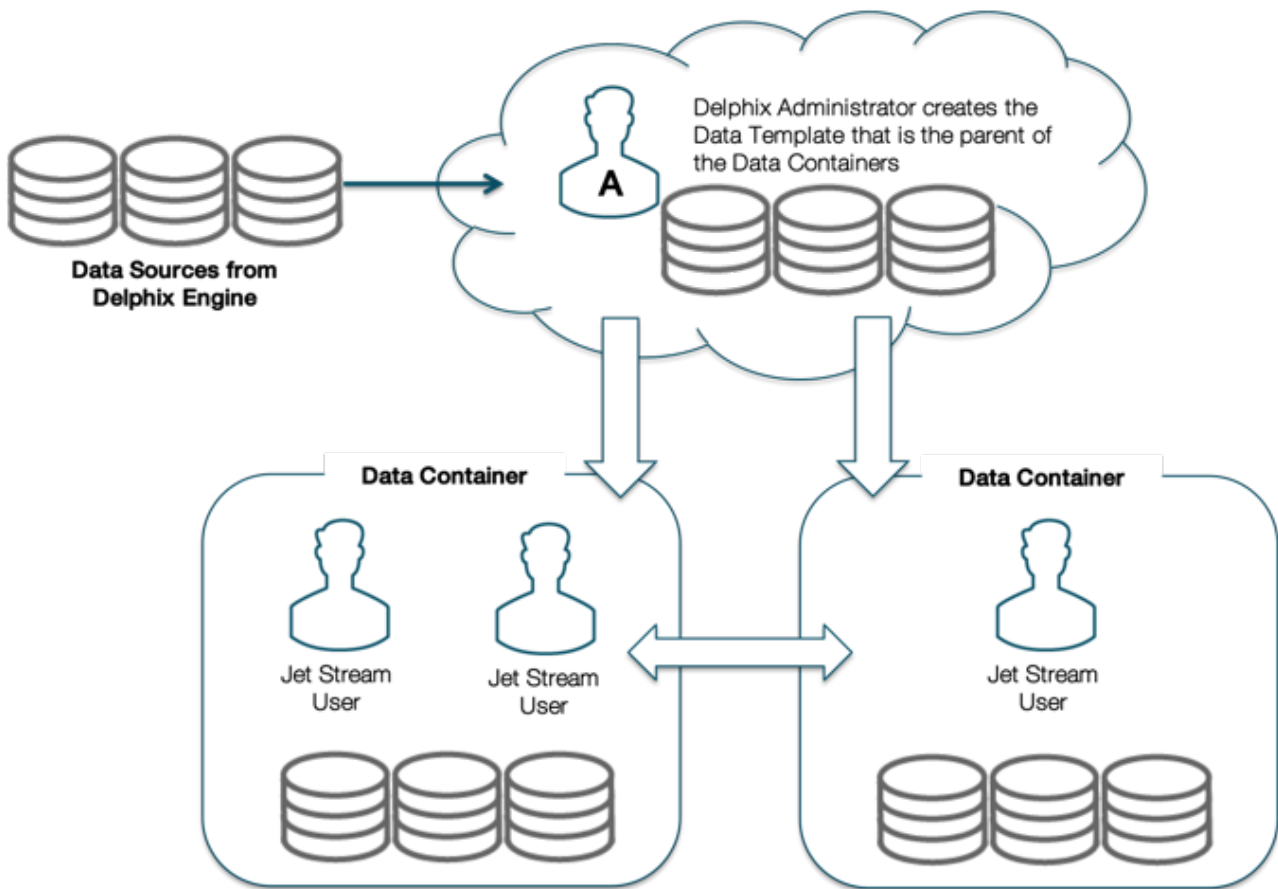 Delphix Administrator creates the
Data Template that is the parent of
the Data Containers
A
Data Sources from
Delphix Engine
Data Container
Data Container
Jet Stream
User
Jet Stream
User
Jet Stream
User